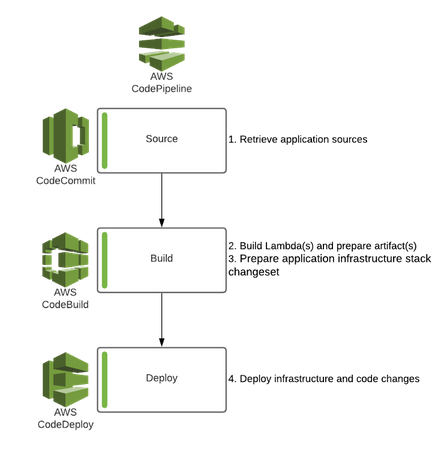 AWS
CodePipeline
AWS
CodeCommit
Source
1. Retrieve application sources
AWS
CodeBuild
Build
2. Build Lambda(s) and prepare artifact(s)
3. Prepare application infrastructure stack
changeset
AWS
CodeDeploy
Deploy
4. Deploy infrastructure and code changes